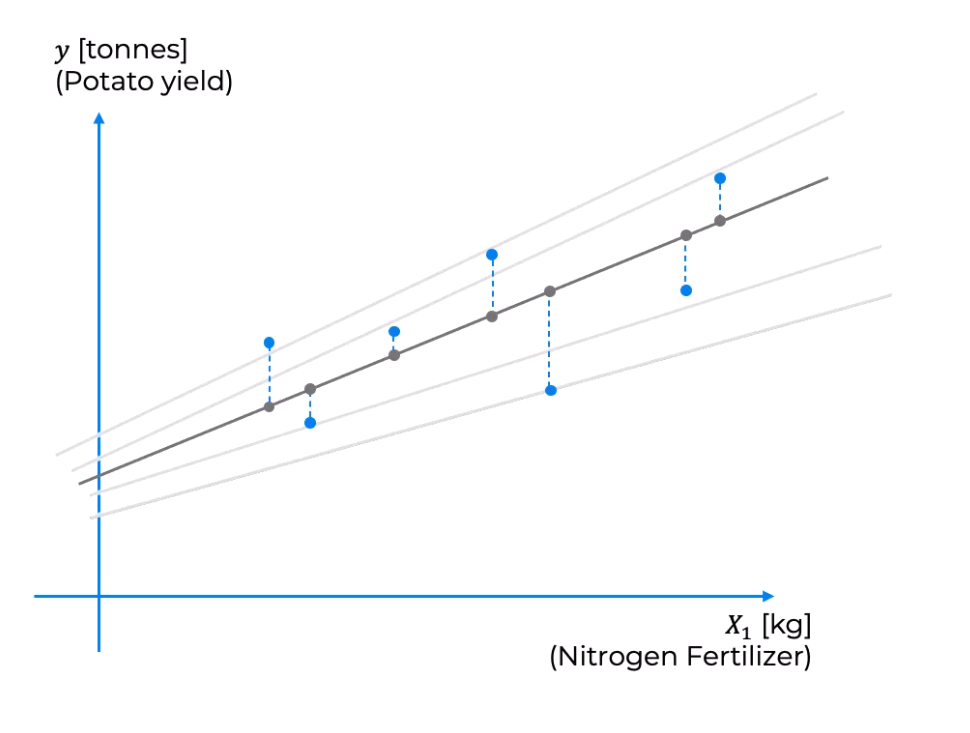 y [tonnes]
(Potato yield)
X₁ [kg]
(Nitrogen Fertilizer)